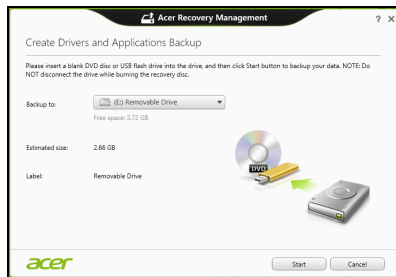 Acer Recovery Management
? X
Create Drivers and Applications Backup
Please insert a blank DVD disc or USB flash drive into the drive, and then click Start button to backup your data. NOTE: Do
NOT disconnect the drive while burning the recovery disc.
Backup to: (E:) Removable Drive
Free space: 3.72 GB
Estimated size: 2.66 GB
Label: Removable Drive
DVD
acer Start Cancel